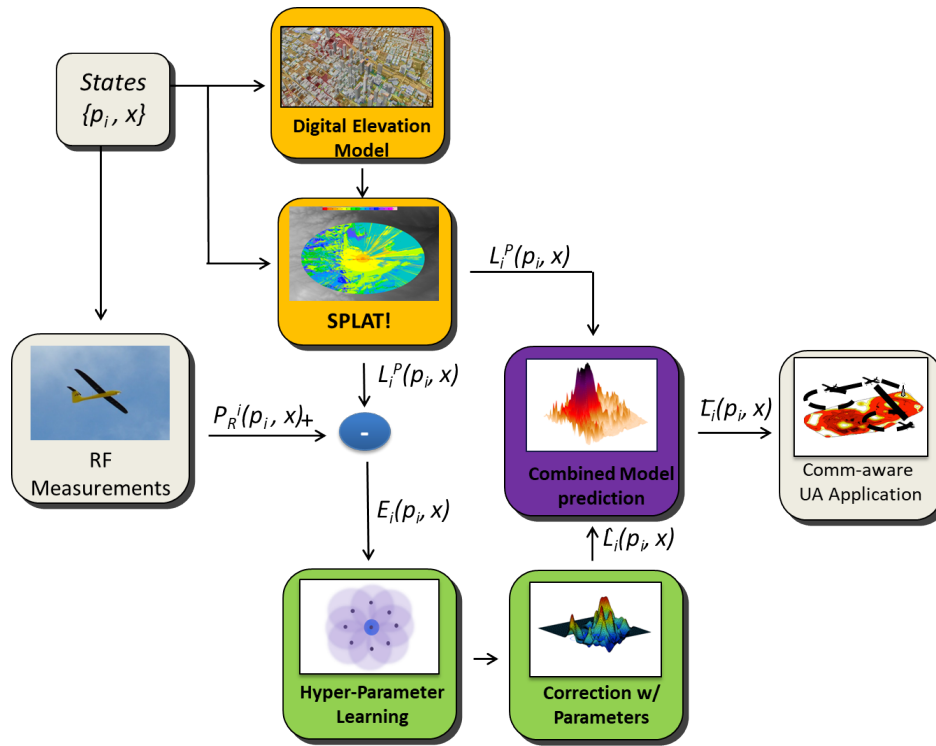 States
{pᵢ , x}
Digital Elevation
Model
SPLAT!
Lᵢᴾ(pᵢ, x)
Lᵢᴾ(pᵢ, x)
P_Rⁱ(pᵢ , x)+
-
RF
Measurements
Combined Model
prediction
L̄ᵢ(pᵢ, x)
Comm-aware
UA Application
Eᵢ(pᵢ, x)
L̂ᵢ(pᵢ, x)
Hyper-Parameter
Learning
Correction w/
Parameters